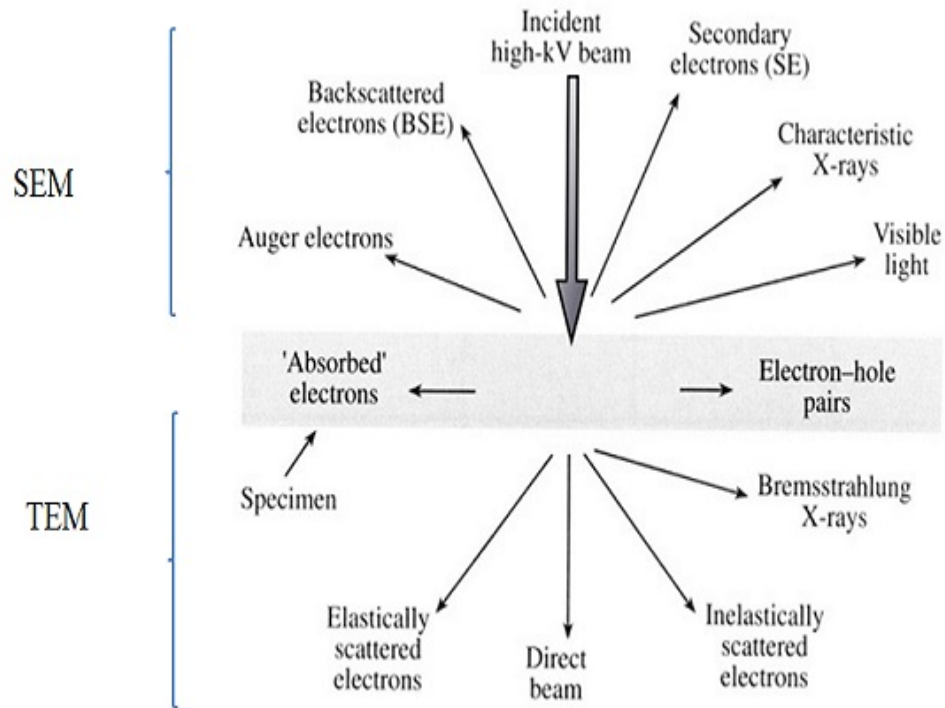 Incident
high-kV beam
Secondary
electrons (SE)
Backscattered
electrons (BSE)
Characteristic
X-rays
SEM
Auger electrons
Visible
light
'Absorbed'
electrons
Electron–hole
pairs
Specimen
TEM
Bremsstrahlung
X-rays
Elastically
scattered
electrons
Direct
beam
Inelastically
scattered
electrons